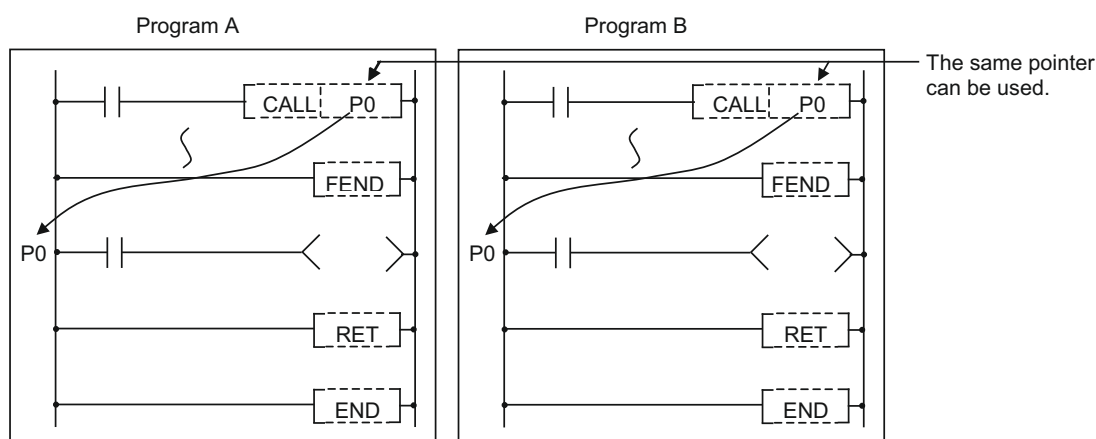 Program A
Program B
The same pointer
can be used.
CALL P0
CALL P0
FEND
FEND
P0
P0
RET
RET
END
END